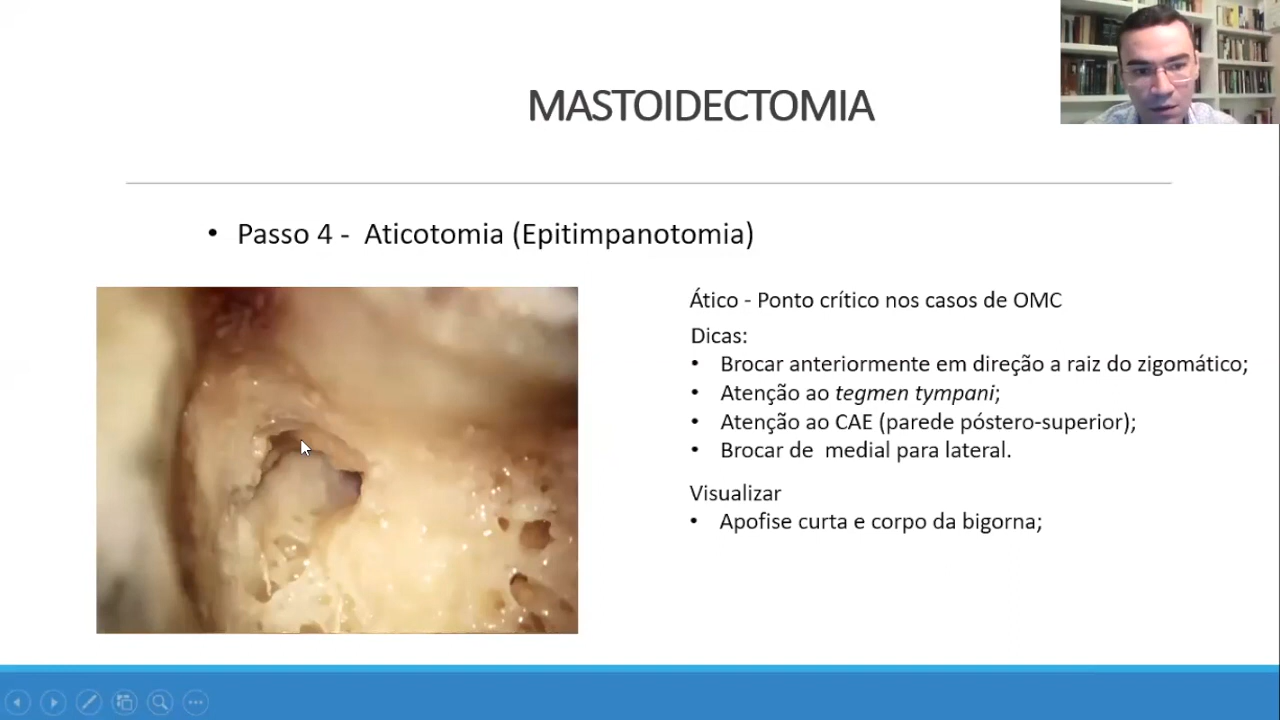 MASTOIDECTOMIA
• Passo 4 - Aticotomia (Epitimpanotomia)
Ático - Ponto crítico nos casos de OMC
Dicas:
• Brocar anteriormente em direção a raiz do zigomático;
• Atenção ao tegmen tympani;
• Atenção ao CAE (parede póstero-superior);
• Brocar de medial para lateral.
Visualizar
• Apofise curta e corpo da bigorna;